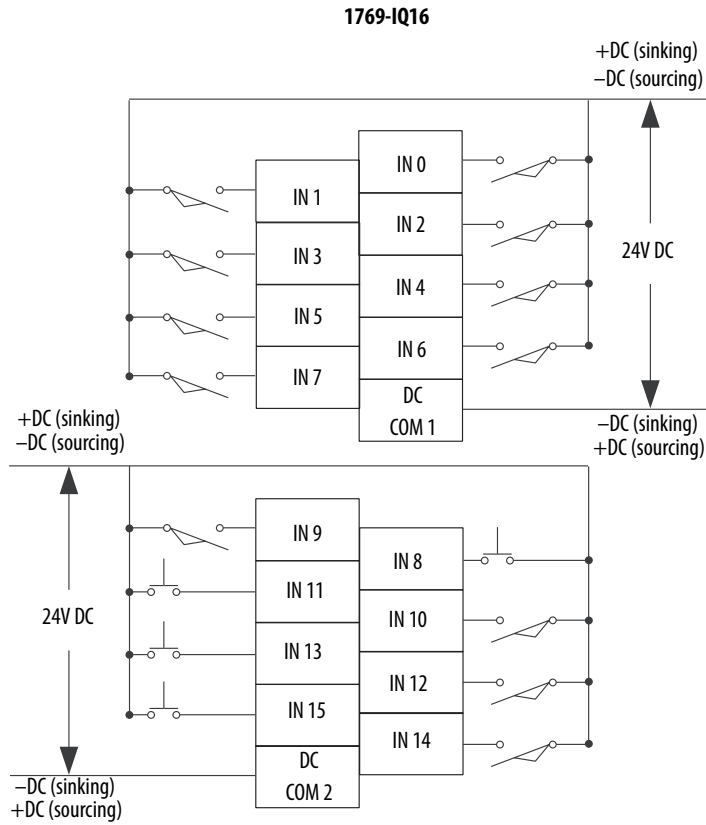 1769-IQ16
+DC (sinking)
−DC (sourcing)
IN 0
IN 1
IN 2
IN 3
24V DC
IN 4
IN 5
IN 6
IN 7
DC
COM 1
+DC (sinking)
−DC (sourcing)
−DC (sinking)
+DC (sourcing)
IN 9
IN 8
IN 11
24V DC
IN 10
IN 13
IN 12
IN 15
IN 14
DC
COM 2
−DC (sinking)
+DC (sourcing)